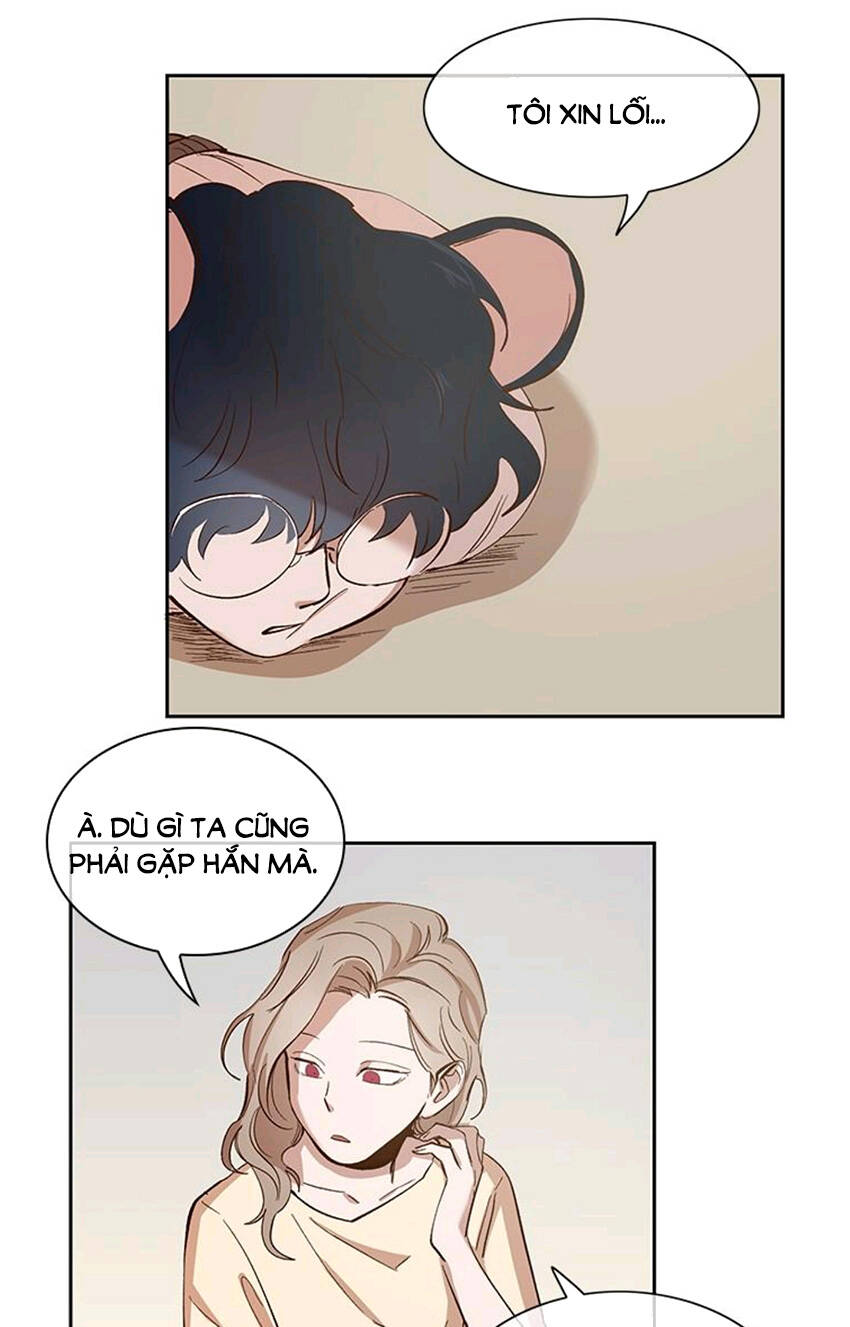 TÔI XIN LỖI...
À. DÙ GÌ TA CŨNG
PHẢI GẶP HẮN MÀ.